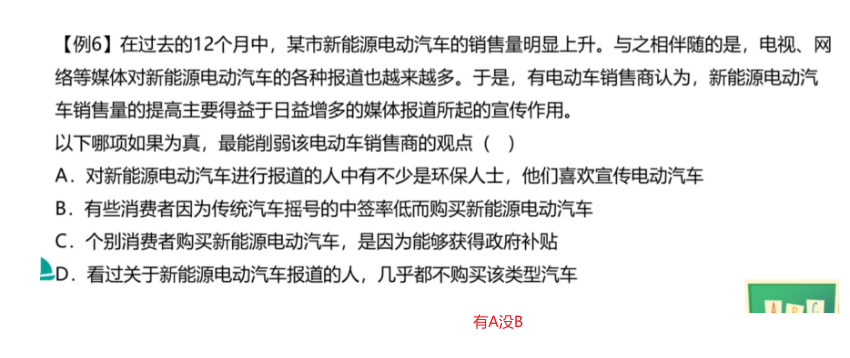 【例6】在过去的12个月中，某市新能源电动汽车的销售量明显上升。与之相伴随的是，电视、网
络等媒体对新能源电动汽车的各种报道也越来越多。于是，有电动车销售商认为，新能源电动汽
车销售量的提高主要得益于日益增多的媒体报道所起的宣传作用。
以下哪项如果为真，最能削弱该电动车销售商的观点（　）
A．对新能源电动汽车进行报道的人中有不少是环保人士，他们喜欢宣传电动汽车
B．有些消费者因为传统汽车摇号的中签率低而购买新能源电动汽车
C．个别消费者购买新能源电动汽车，是因为能够获得政府补贴
D．看过关于新能源电动汽车报道的人，几乎都不购买该类型汽车
A B C
有A没B